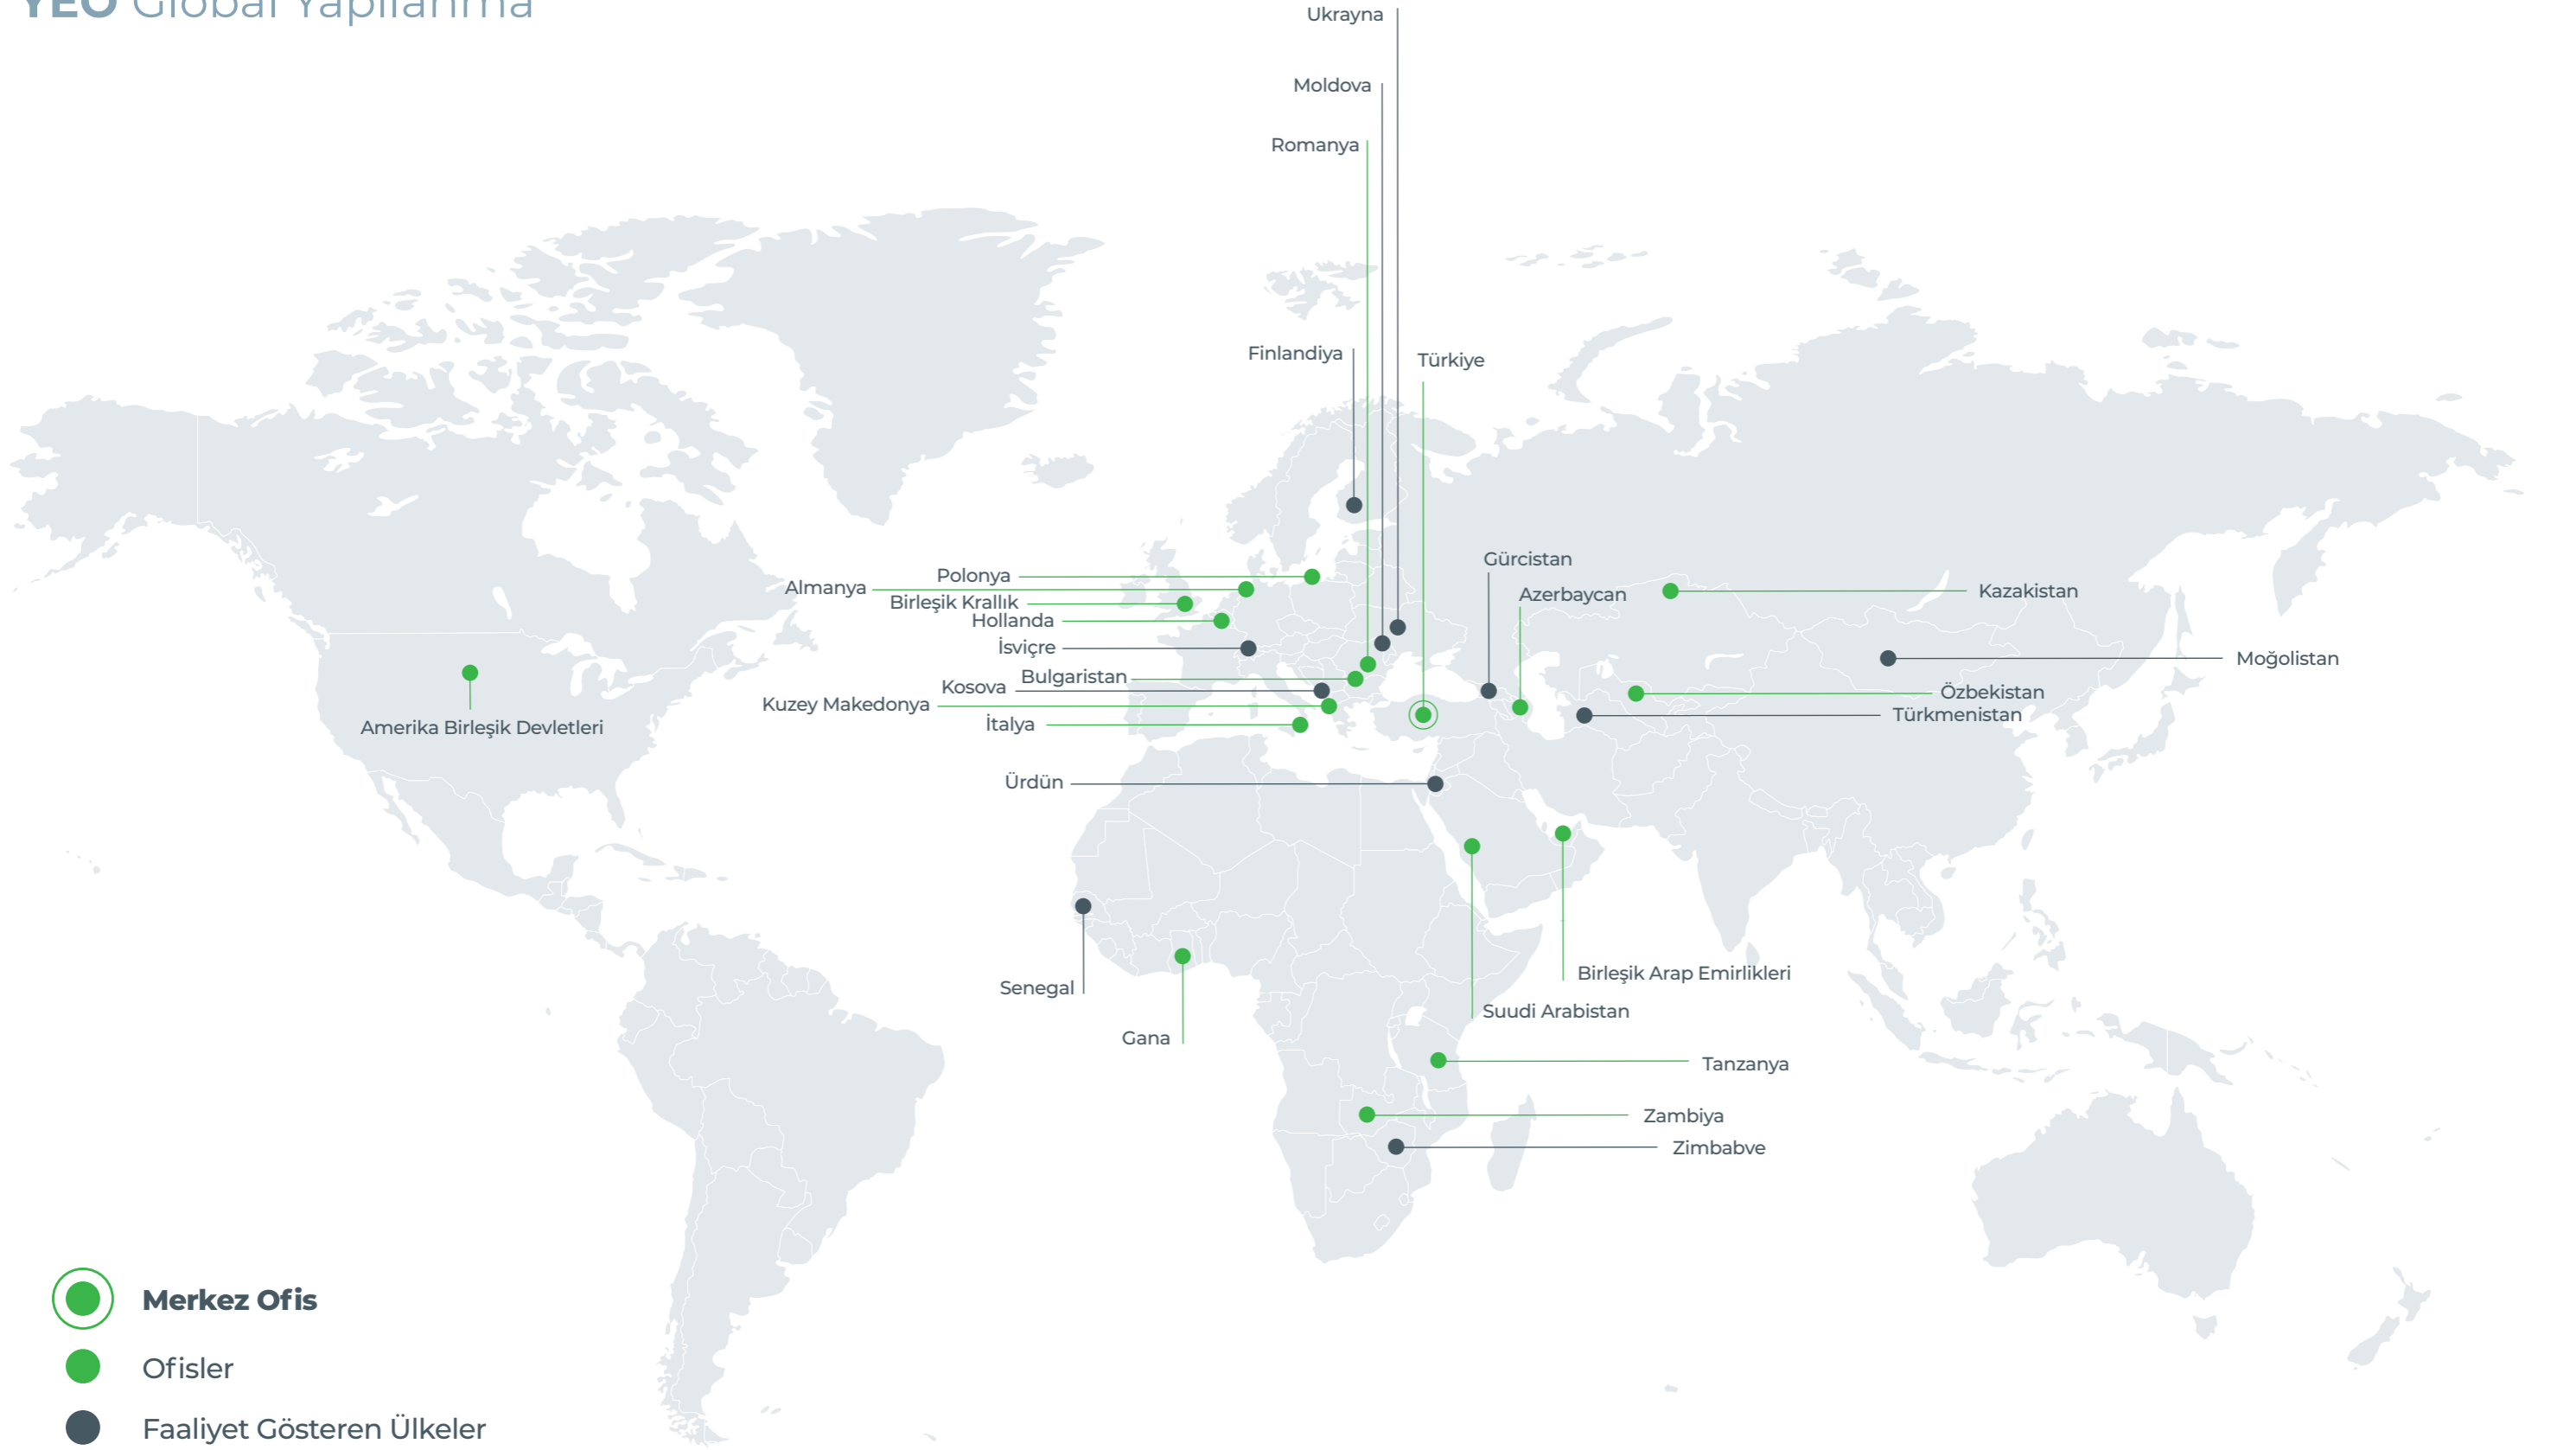 YEO Global Yapılanma
Ukrayna
Moldova
Romanya
Finlandiya
Türkiye
Gürcistan
Polonya
Almanya
Azerbaycan
Kazakistan
Birleşik Krallık
Hollanda
İsviçre
Moğolistan
Bulgaristan
Kosova
Özbekistan
Kuzey Makedonya
Türkmenistan
İtalya
Amerika Birleşik Devletleri
Ürdün
Birleşik Arap Emirlikleri
Senegal
Suudi Arabistan
Gana
Tanzanya
Zambiya
Zimbabve
Merkez Ofis
Ofisler
Faaliyet Gösteren Ülkeler